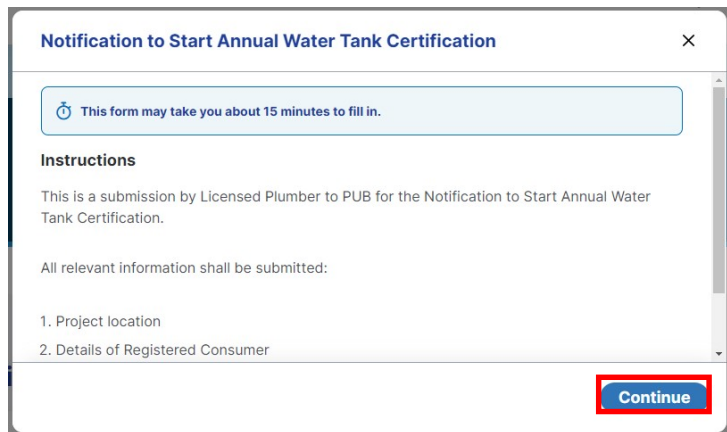 Notification to Start Annual Water Tank Certification
This form may take you about 15 minutes to fill in.
Instructions
This is a submission by Licensed Plumber to PUB for the Notification to Start Annual Water
Tank Certification.
All relevant information shall be submitted:
1. Project location
2. Details of Registered Consumer
Continue